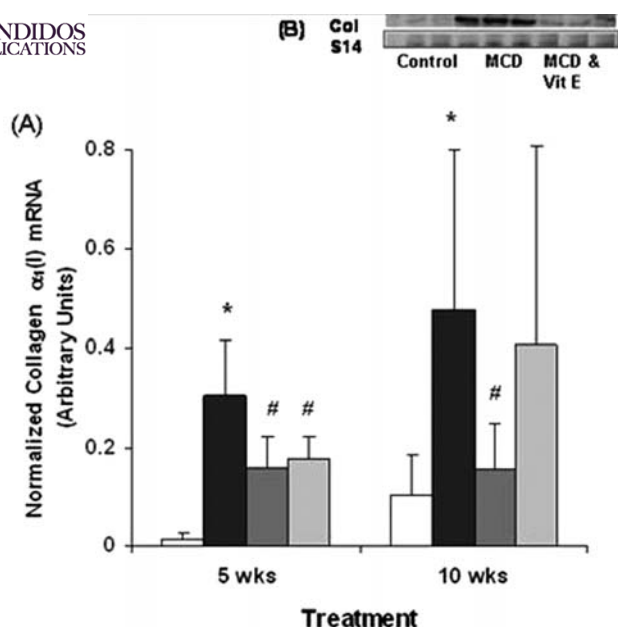 NDIDOS
LICATIONS
(B) Col
S14
Control MCD MCD &
Vit E
(A)
Normalized Collagen α1(I) mRNA
(Arbitrary Units)
0.8
0.6
0.4
0.2
0
*
# #
*
#
5 wks 10 wks
Treatment